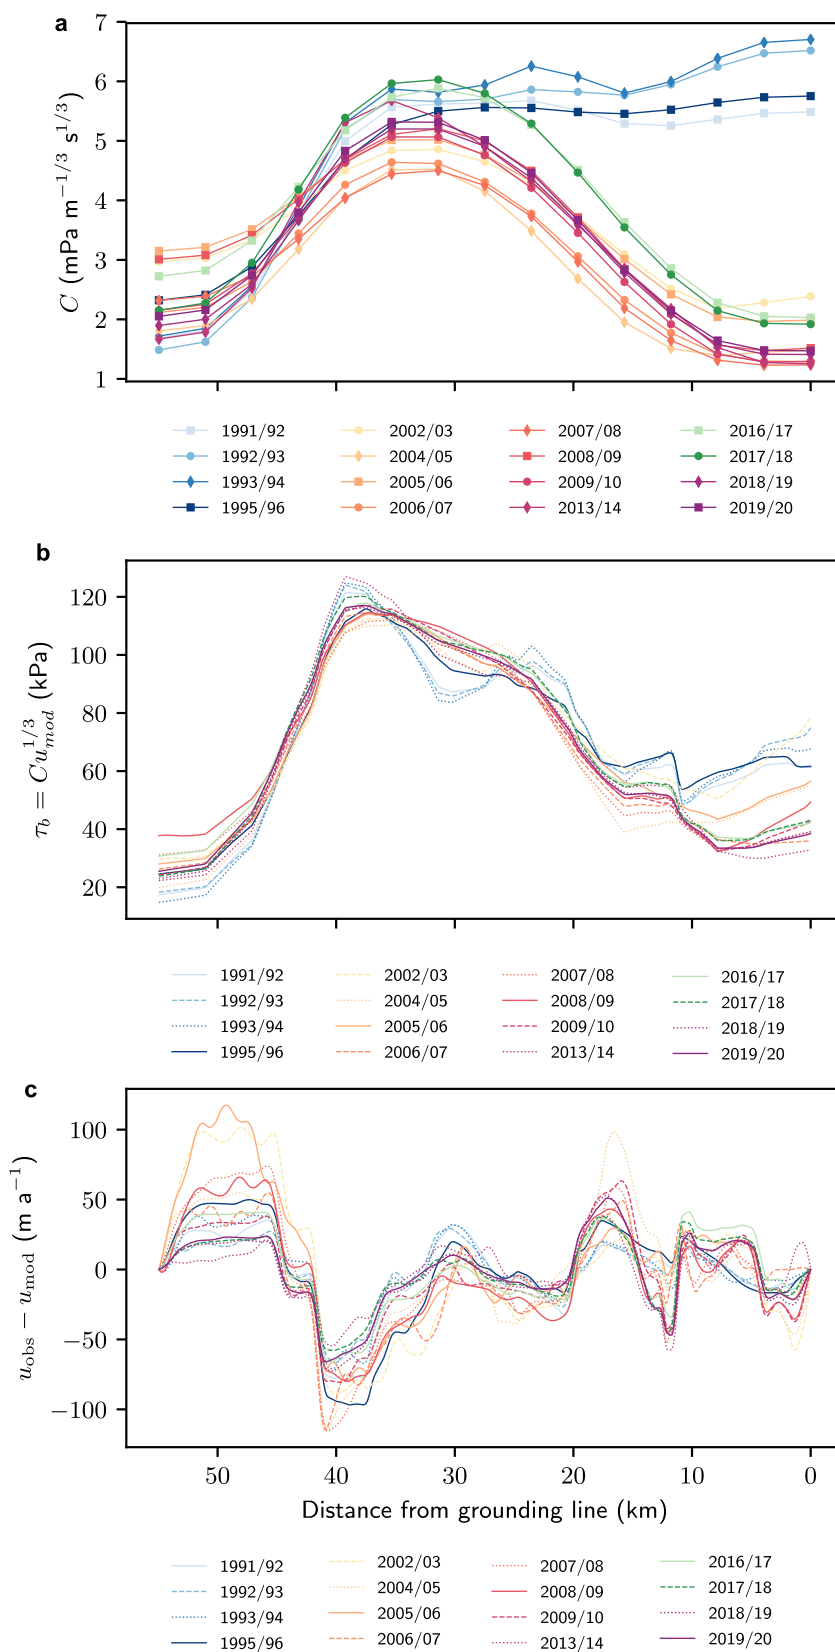 a
7
6
5
4
3
2
1
C (mPa m^{-1/3} s^{1/3})
1991/92 2002/03 2007/08 2016/17
1992/93 2004/05 2008/09 2017/18
1993/94 2005/06 2009/10 2018/19
1995/96 2006/07 2013/14 2019/20
b
120
100
80
60
40
20
τ_b = Cu_{mod}^{1/3} (kPa)
1991/92 2002/03 2007/08 2016/17
1992/93 2004/05 2008/09 2017/18
1993/94 2005/06 2009/10 2018/19
1995/96 2006/07 2013/14 2019/20
c
100
50
0
−50
−100
u_{obs} − u_{mod} (m a^{−1})
50 40 30 20 10 0
Distance from grounding line (km)
1991/92 2002/03 2007/08 2016/17
1992/93 2004/05 2008/09 2017/18
1993/94 2005/06 2009/10 2018/19
1995/96 2006/07 2013/14 2019/20